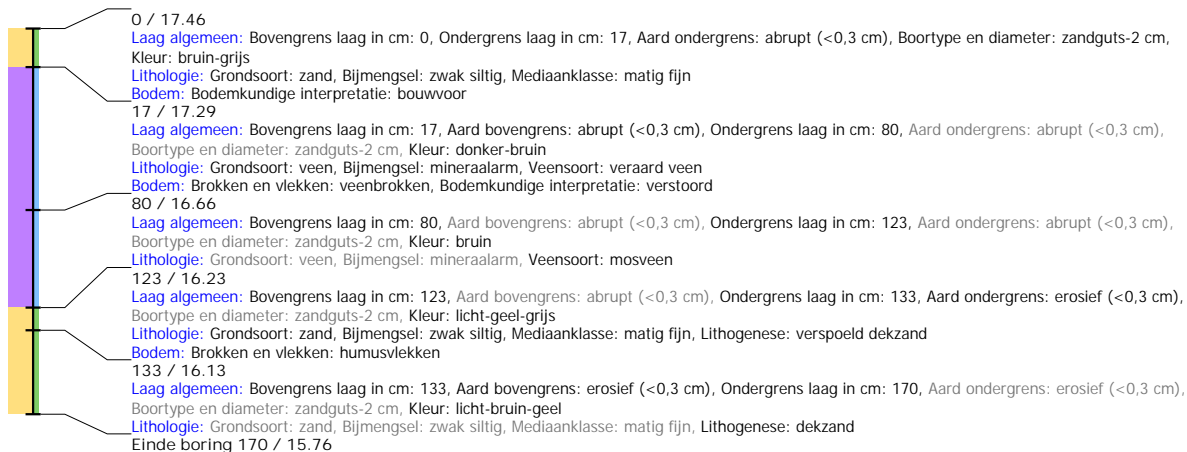 0 / 17.46
Laag algemeen: Bovengrens laag in cm: 0, Ondergrens laag in cm: 17, Aard ondergrens: abrupt (<0,3 cm), Boortype en diameter: zandguts-2 cm,
Kleur: bruin-grijs
Lithologie: Grondsoort: zand, Bijmengsel: zwak siltig, Mediaanklasse: matig fijn
Bodem: Bodemkundige interpretatie: bouwvoor
17 / 17.29
Laag algemeen: Bovengrens laag in cm: 17, Aard bovengrens: abrupt (<0,3 cm), Ondergrens laag in cm: 80, Aard ondergrens: abrupt (<0,3 cm),
Boortype en diameter: zandguts-2 cm, Kleur: donker-bruin
Lithologie: Grondsoort: veen, Bijmengsel: mineraalarm, Veensoort: veraard veen
Bodem: Brokken en vlekken: veenbrokken, Bodemkundige interpretatie: verstoord
80 / 16.66
Laag algemeen: Bovengrens laag in cm: 80, Aard bovengrens: abrupt (<0,3 cm), Ondergrens laag in cm: 123, Aard ondergrens: abrupt (<0,3 cm),
Boortype en diameter: zandguts-2 cm, Kleur: bruin
Lithologie: Grondsoort: veen, Bijmengsel: mineraalarm, Veensoort: mosveen
123 / 16.23
Laag algemeen: Bovengrens laag in cm: 123, Aard bovengrens: abrupt (<0,3 cm), Ondergrens laag in cm: 133, Aard ondergrens: erosief (<0,3 cm),
Boortype en diameter: zandguts-2 cm, Kleur: licht-geel-grijs
Lithologie: Grondsoort: zand, Bijmengsel: zwak siltig, Mediaanklasse: matig fijn, Lithogenese: verspoeld dekzand
Bodem: Brokken en vlekken: humusvlekken
133 / 16.13
Laag algemeen: Bovengrens laag in cm: 133, Aard bovengrens: erosief (<0,3 cm), Ondergrens laag in cm: 170, Aard ondergrens: erosief (<0,3 cm),
Boortype en diameter: zandguts-2 cm, Kleur: licht-bruin-geel
Lithologie: Grondsoort: zand, Bijmengsel: zwak siltig, Mediaanklasse: matig fijn, Lithogenese: dekzand
Einde boring 170 / 15.76